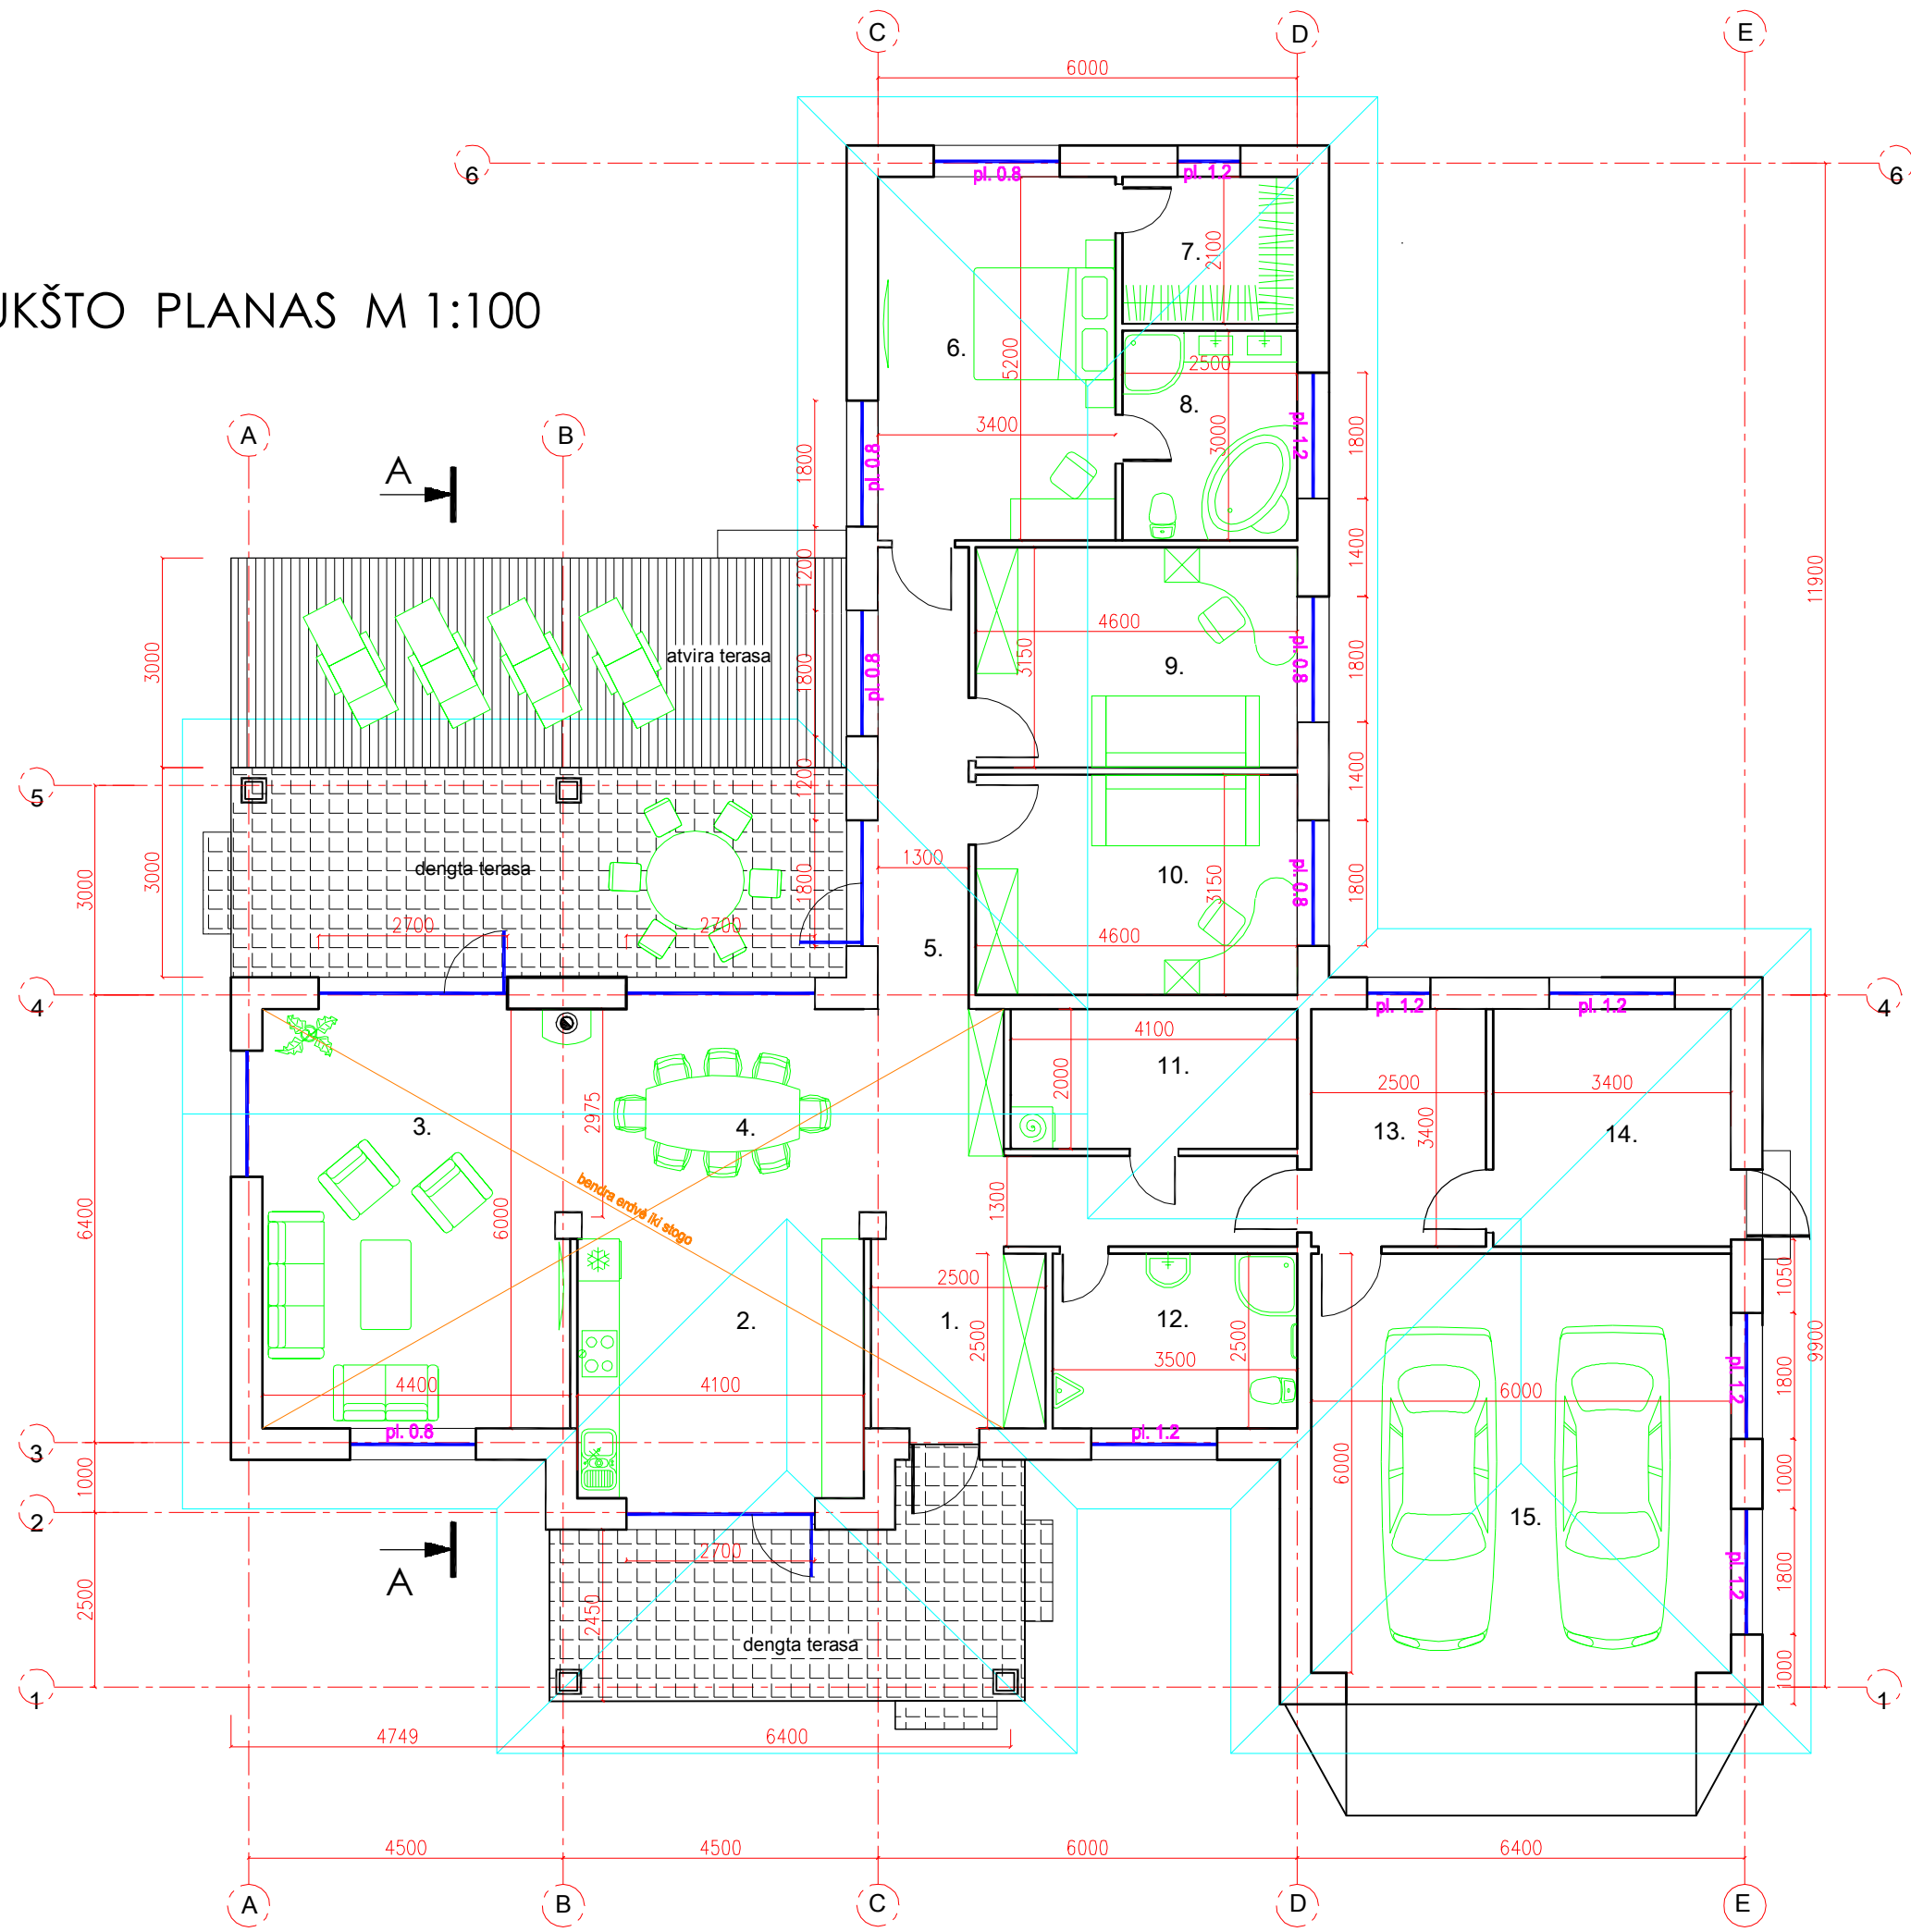 C
D
E
6000
6
6
pl. 0.8
pl. 1.2
7.
2100
UKŠTO PLANAS M 1:100
6.
5200
2500
8.
3400
3000
pl. 1.2
1800
A
B
A
1800
pl. 0.8
1400
1200
11900
4600
3150
9.
pl. 0.8
1800
3000
atvira terasa
1800
pl. 0.8
5
1200
1400
3000
3000
dengta terasa
1300
1800
10.
3150
pl. 0.8
1800
2700
2700
5.
4600
4
4
pl. 1.2
pl. 1.2
4100
11.
2000
2500
3400
2975
3.
4.
13.
3400
14.
6400
6000
bendra erdvė iki stogo
1300
2500
1050
2.
1.
2500
12.
2500
9900
3500
pl. 1.2
1800
4400
4100
6000
pl. 0.8
pl. 1.2
3
1000
6000
1000
2
15.
A
2700
pl. 1.2
1800
2500
2450
dengta terasa
1000
1
1
4749
6400
4500
4500
6000
6400
A
B
C
D
E